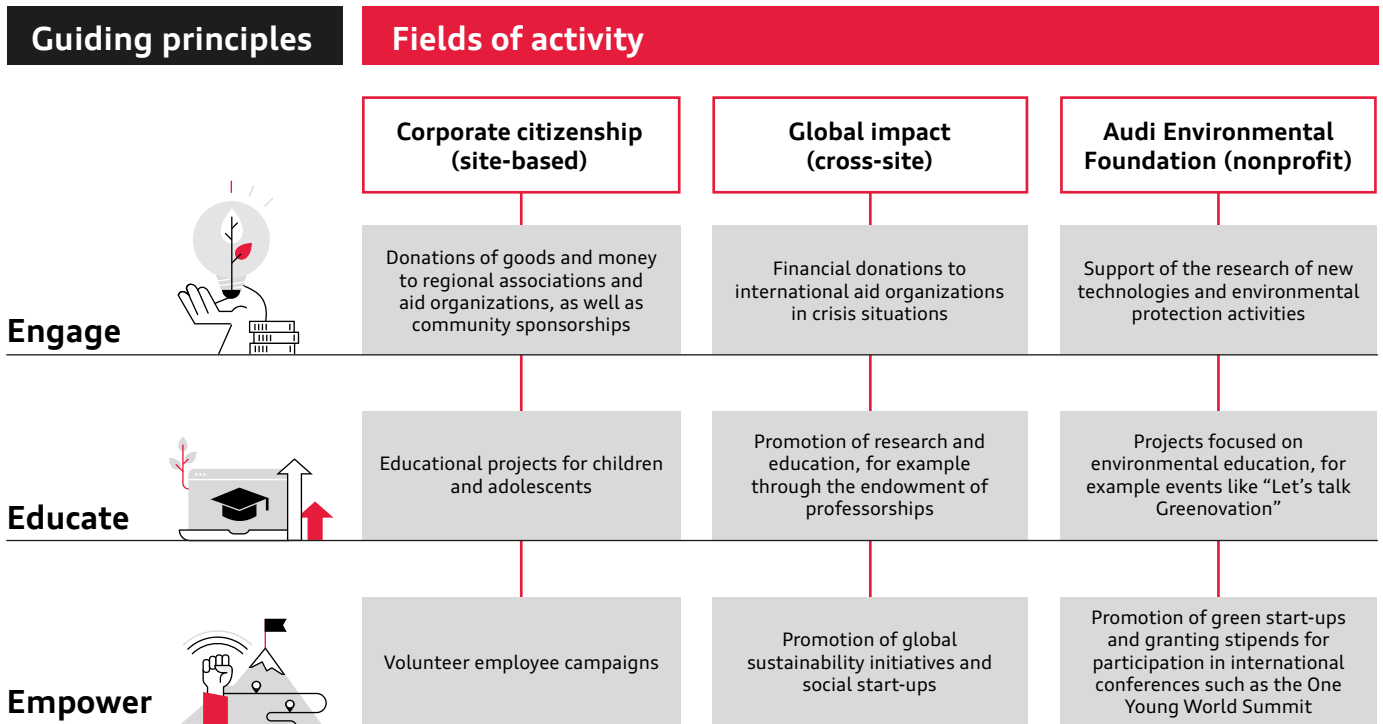 Guiding principles
Fields of activity
Corporate citizenship
(site-based)
Global impact
(cross-site)
Audi Environmental
Foundation (nonprofit)
Engage
Donations of goods and money
to regional associations and
aid organizations, as well as
community sponsorships
Financial donations to
international aid organizations
in crisis situations
Support of the research of new
technologies and environmental
protection activities
Educate
Educational projects for children
and adolescents
Promotion of research and
education, for example
through the endowment of
professorships
Projects focused on
environmental education, for
example events like “Let’s talk
Greenovation”
Empower
Volunteer employee campaigns
Promotion of global
sustainability initiatives and
social start-ups
Promotion of green start-ups
and granting stipends for
participation in international
conferences such as the One
Young World Summit